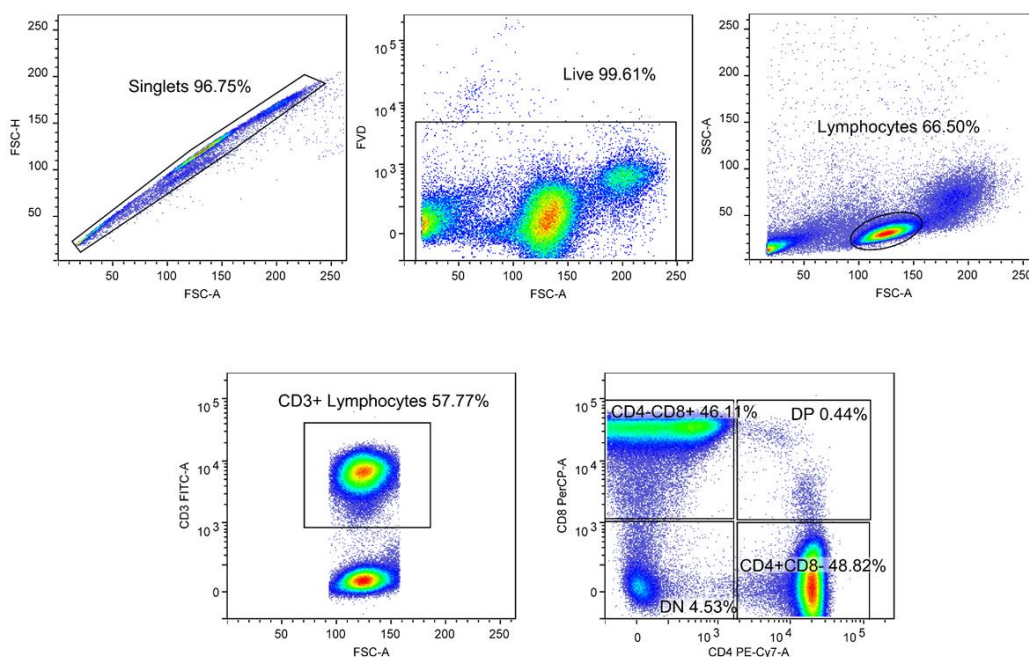 Singlets 96.75%
FSC-H
250
200
150
100
50
50 100 150 200 250
FSC-A
Live 99.61%
FVD
10^5
10^4
10^3
0
50 100 150 200 250
FSC-A
Lymphocytes 66.50%
SSC-A
250
200
150
100
50
50 100 150 200 250
FSC-A
CD3+ Lymphocytes 57.77%
CD3 FITC-A
10^5
10^4
10^3
0
50 100 150 200 250
FSC-A
CD4-CD8+ 46.11%
DP 0.44%
CD8 PerCP-A
10^5
10^4
10^3
0
CD4+CD8- 48.82%
DN 4.53%
0 10^3 10^4 10^5
CD4 PE-Cy7-A